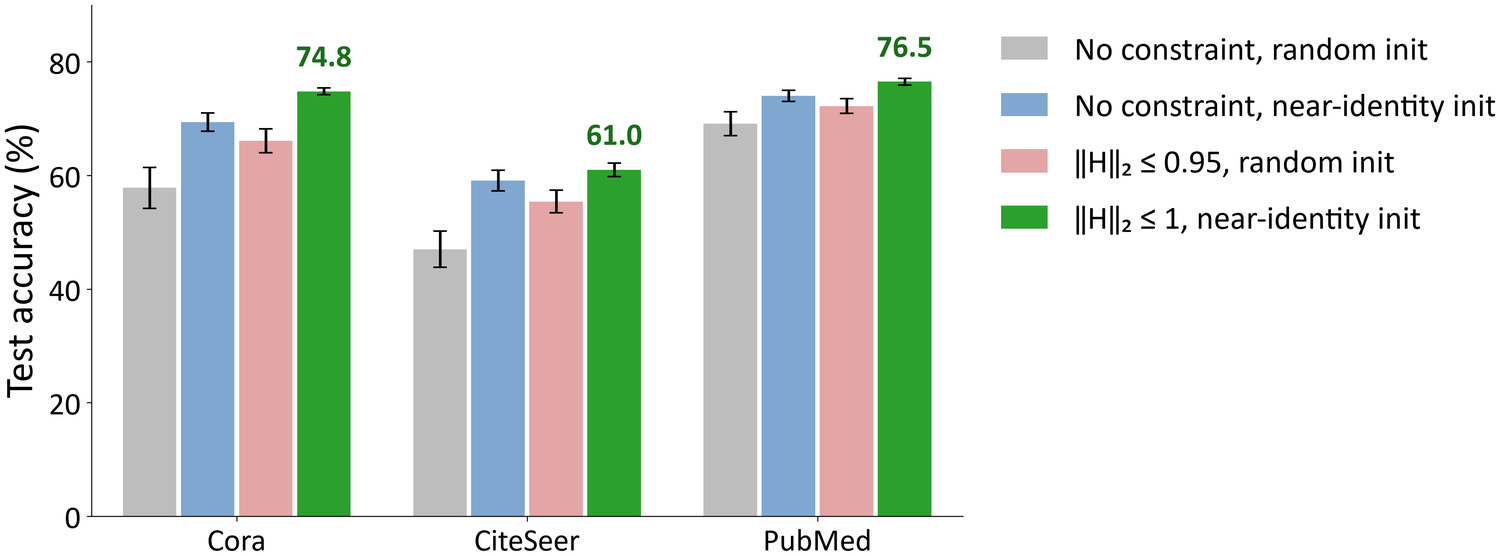 Test accuracy (%)
80
60
40
20
0
74.8
61.0
76.5
Cora
CiteSeer
PubMed
No constraint, random init
No constraint, near-identity init
‖H‖₂ ≤ 0.95, random init
‖H‖₂ ≤ 1, near-identity init